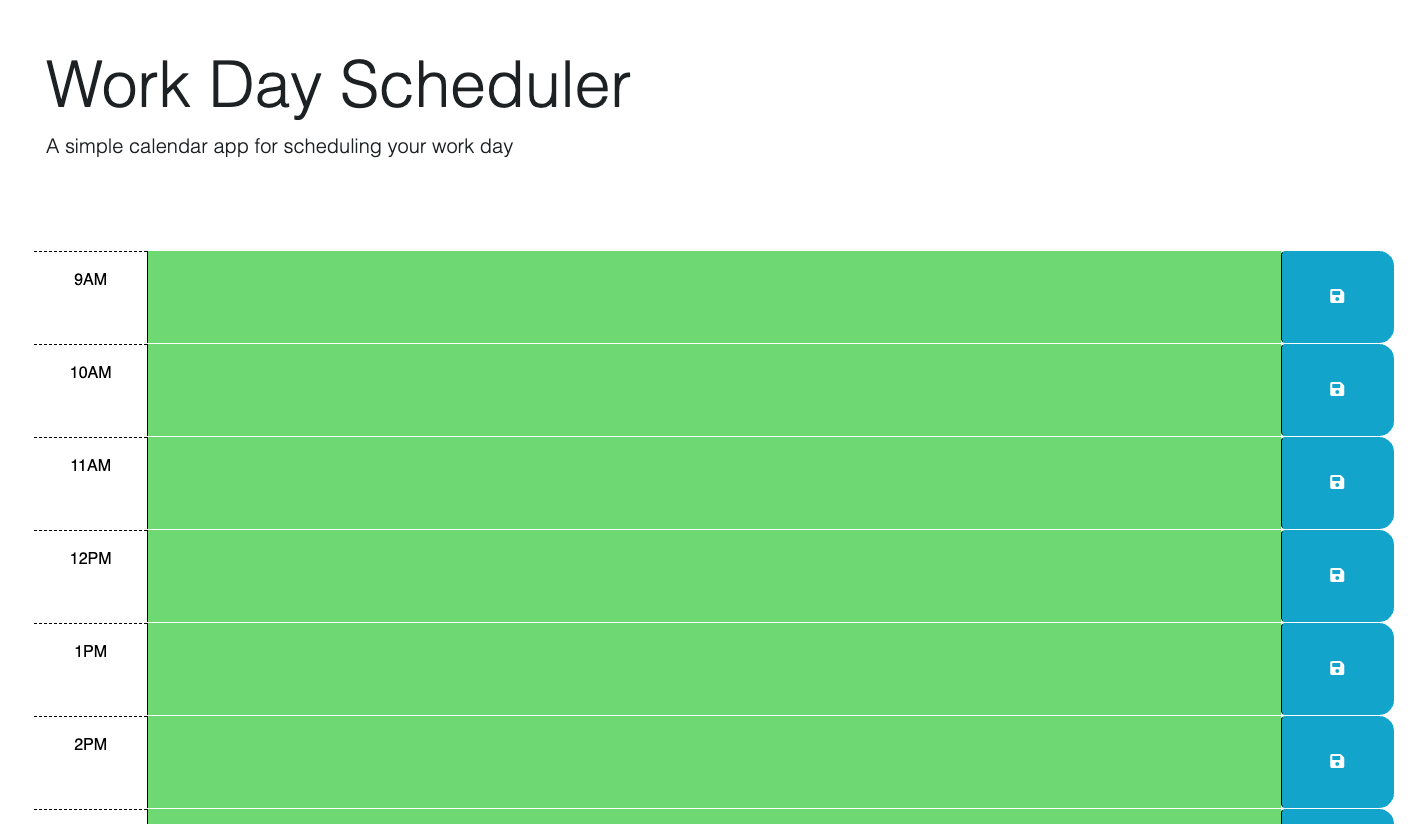 Work Day Scheduler
A simple calendar app for scheduling your work day
9AM
10AM
11AM
12PM
1PM
2PM